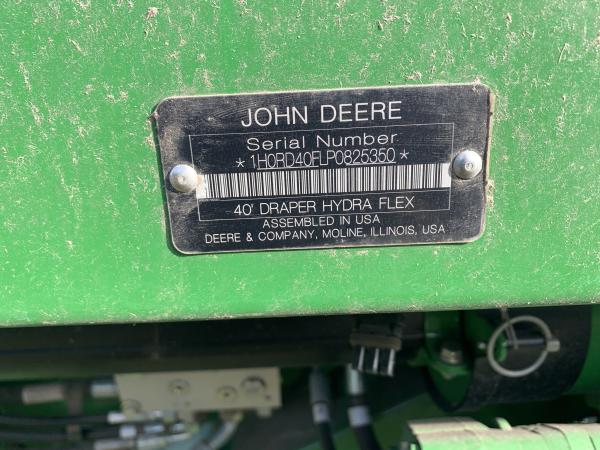 JOHN DEERE
Serial Number
*1H0RD40FLP0825350*
40' DRAPER HYDRA FLEX
ASSEMBLED IN USA
DEERE & COMPANY, MOLINE, ILLINOIS, USA